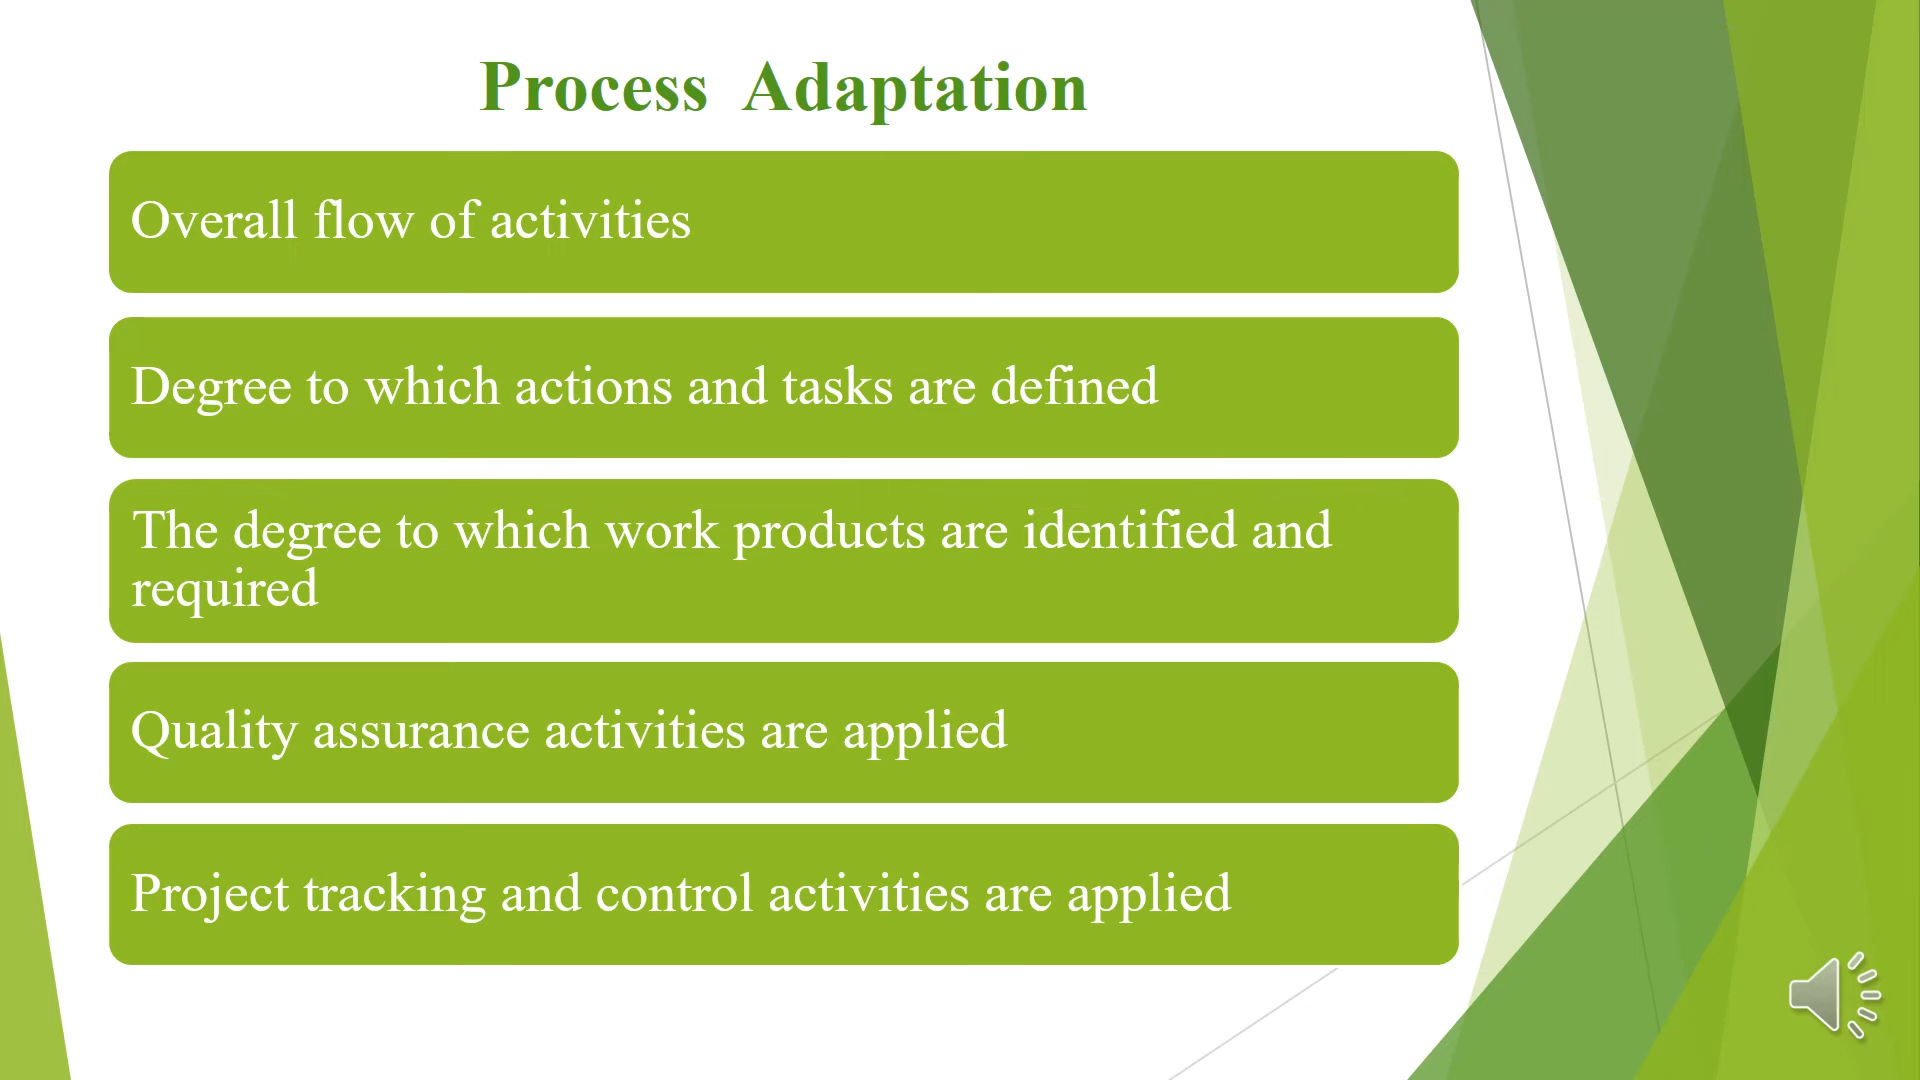 Process Adaptation
Overall flow of activities
Degree to which actions and tasks are defined
The degree to which work products are identified and
required
Quality assurance activities are applied
Project tracking and control activities are applied